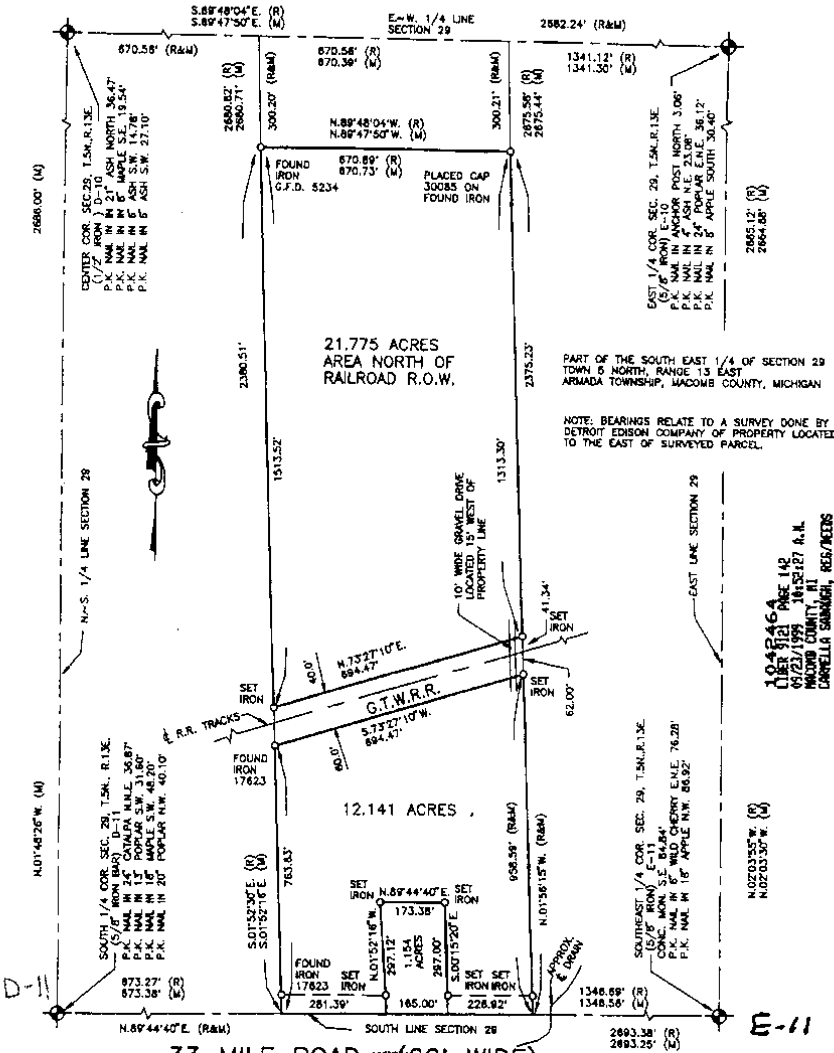 S.89°48'04"E. (R)
S.89°47'50"E. (M)
E.~W. 1/4 LINE
SECTION 29
2682.24' (R&M)
670.56' (R&M)
670.56' (R)
670.39' (M)
1341.12' (R)
1341.30' (M)
2680.82' (R)
2680.71' (M)
300.20' (R&M)
N.89°48'04"W. (R)
N.89°47'50"W. (M)
300.21' (R&M)
2675.56' (R)
2675.44' (M)
FOUND
IRON
G.F.D. 5234
670.89' (R)
670.73' (M)
PLACED CAP
30085 ON
FOUND IRON
2688.00' (M)
CENTER COR. SEC.29, T.5N.,R.13E.
(1/2" IRON ) D-10
P.K. NAIL IN 21" ASH NORTH 36.47'
P.K. NAIL IN IN 6" MAPLE S.E. 19.54'
P.K. NAIL IN 6" ASH S.W. 14.78'
P.K. NAIL IN 6" ASH S.W. 27.10'
EAST 1/4 COR. SEC. 29, T.5N.,R.13E.
(5/8" IRON) E-10
P.K. NAIL IN ANCHOR POST NORTH 3.06'
P.K. NAIL IN 4" ASH N.E. 23.08'
P.K. NAIL IN 24" POPLAR E.N.E. 36.12'
P.K. NAIL IN 8" APPLE SOUTH 30.40'
2665.12' (R)
2664.88' (M)
2380.51'
21.775 ACRES
AREA NORTH OF
RAILROAD R.O.W.
2375.23'
PART OF THE SOUTH EAST 1/4 OF SECTION 29
TOWN 5 NORTH, RANGE 13 EAST
ARMADA TOWNSHIP, MACOMB COUNTY, MICHIGAN
NOTE: BEARINGS RELATE TO A SURVEY DONE BY
DETROIT EDISON COMPANY OF PROPERTY LOCATED
TO THE EAST OF SURVEYED PARCEL.
1513.52'
1313.30'
10' WIDE GRAVEL DRIVE
LOCATED 15' WEST OF
PROPERTY LINE
N.~S. 1/4 LINE SECTION 29
EAST LINE SECTION 29
1042464
LIBER 9121 PAGE 142
09/23/1999 10:52:27 A.M.
MACOMB COUNTY, MI
CARMELLA SABAUGH, REG/DEEDS
41.34'
SET
IRON
N.73°27'10"E.
694.47'
40.0'
SET
IRON
G.T.W.R.R.
SET
IRON
62.00'
℄ R.R. TRACKS
S.73°27'10"W.
694.47'
60.0'
FOUND
IRON
17623
12.141 ACRES
N.01°48'26"W. (M)
SOUTH 1/4 COR. SEC. 29, T.5N., R.13E.
(5/8" IRON BAR) D-11
P.K. NAIL IN 24" CATALPA N.N.E. 36.87'
P.K. NAIL IN 13" POPLAR S.W. 31.60'
P.K. NAIL IN 18" MAPLE S.W. 48.20'
P.K. NAIL IN 20" POPLAR N.W. 40.10'
S.01°52'30"E. (R)
S.01°52'16"E. (M)
763.63'
958.59' (R&M)
N.01°56'15"W. (R&M)
SOUTHEAST 1/4 COR. SEC. 29, T.5N.,R.13E.
(5/8" IRON) E-11
CONC. MON. S.E. 64.84'
P.K. NAIL IN 6" WILD CHERRY E.N.E. 76.28'
P.K. NAIL IN 18" APPLE N.W. 86.92'
N.02°03'55"W. (R)
N.02°03'30"W. (M)
SET
IRON
N.89°44'40"E.
173.38'
SET
IRON
N.01°52'16"W.
297.12'
1.154
ACRES
297.00'
S.00°15'20"E.
FOUND
IRON
17623
SET
IRON
SET
IRON
SET
IRON
APPROX.
℄ DRAIN
D-11
673.27' (R)
673.38' (M)
281.39'
165.00'
226.92'
1346.69' (R)
1346.56' (M)
N.89°44'40"E. (R&M)
SOUTH LINE SECTION 29
2693.38' (R)
2693.25' (M)
E-11
33 MILE ROAD
WIDE)